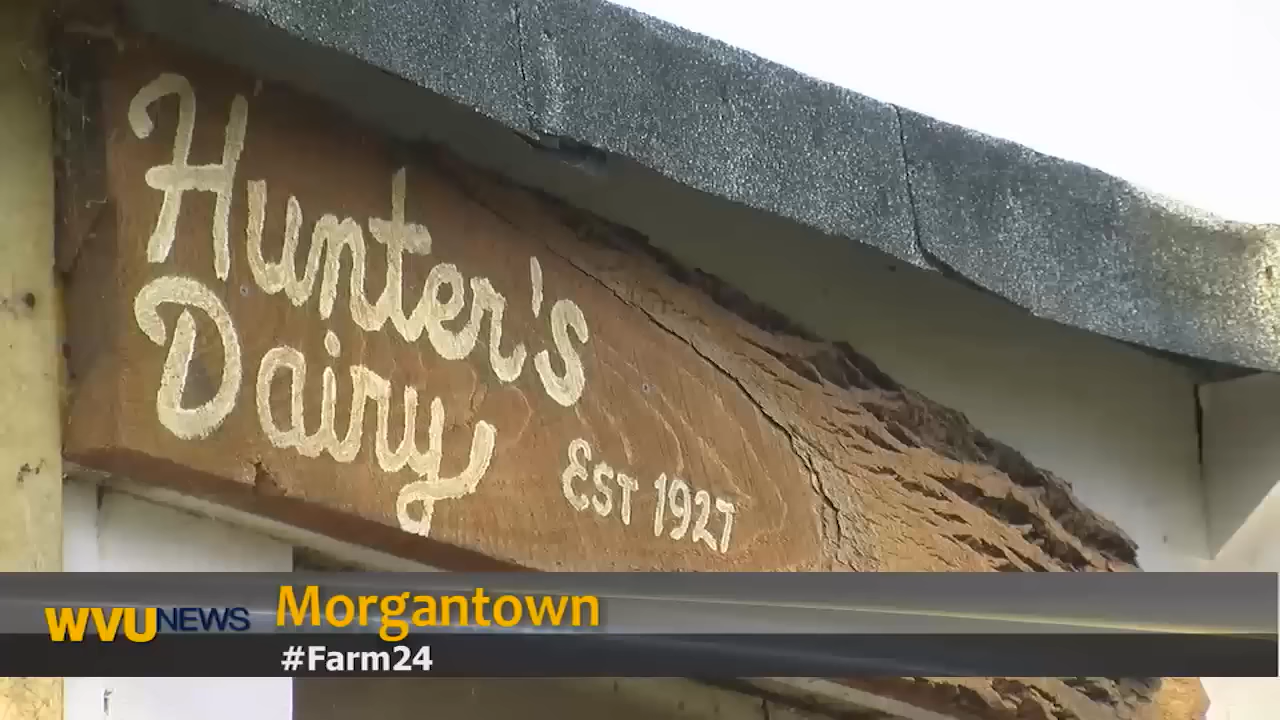 Hunter's
Dairy
EST 1927
WVUNEWS
Morgantown
#Farm24